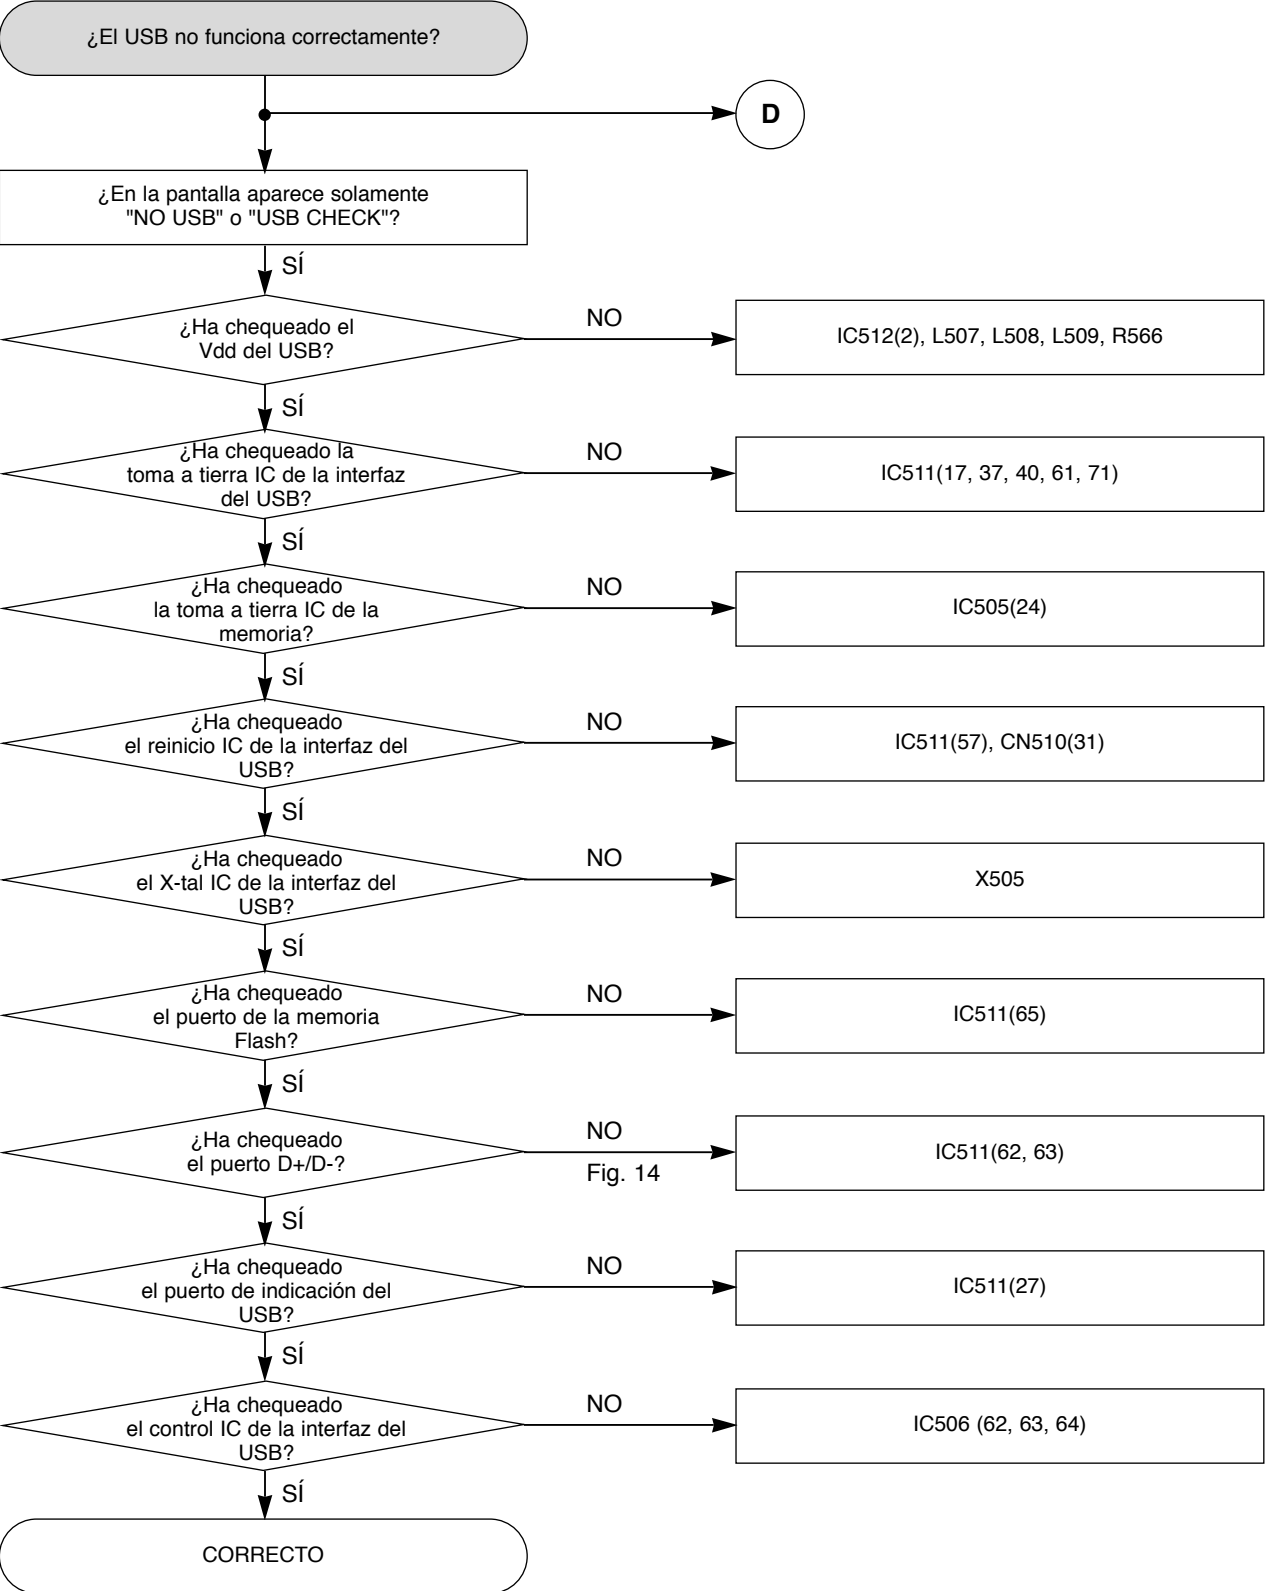 ¿El USB no funciona correctamente?
D
¿En la pantalla aparece solamente
"NO USB" o "USB CHECK"?
SÍ
¿Ha chequeado el
Vdd del USB?
NO
IC512(2), L507, L508, L509, R566
SÍ
¿Ha chequeado la
toma a tierra IC de la interfaz
del USB?
NO
IC511(17, 37, 40, 61, 71)
SÍ
¿Ha chequeado
la toma a tierra IC de la
memoria?
NO
IC505(24)
SÍ
¿Ha chequeado
el reinicio IC de la interfaz del
USB?
NO
IC511(57), CN510(31)
SÍ
¿Ha chequeado
el X-tal IC de la interfaz del
USB?
NO
X505
SÍ
¿Ha chequeado
el puerto de la memoria
Flash?
NO
IC511(65)
SÍ
¿Ha chequeado
el puerto D+/D-?
NO
Fig. 14
IC511(62, 63)
SÍ
¿Ha chequeado
el puerto de indicación del
USB?
NO
IC511(27)
SÍ
¿Ha chequeado
el control IC de la interfaz del
USB?
NO
IC506 (62, 63, 64)
SÍ
CORRECTO